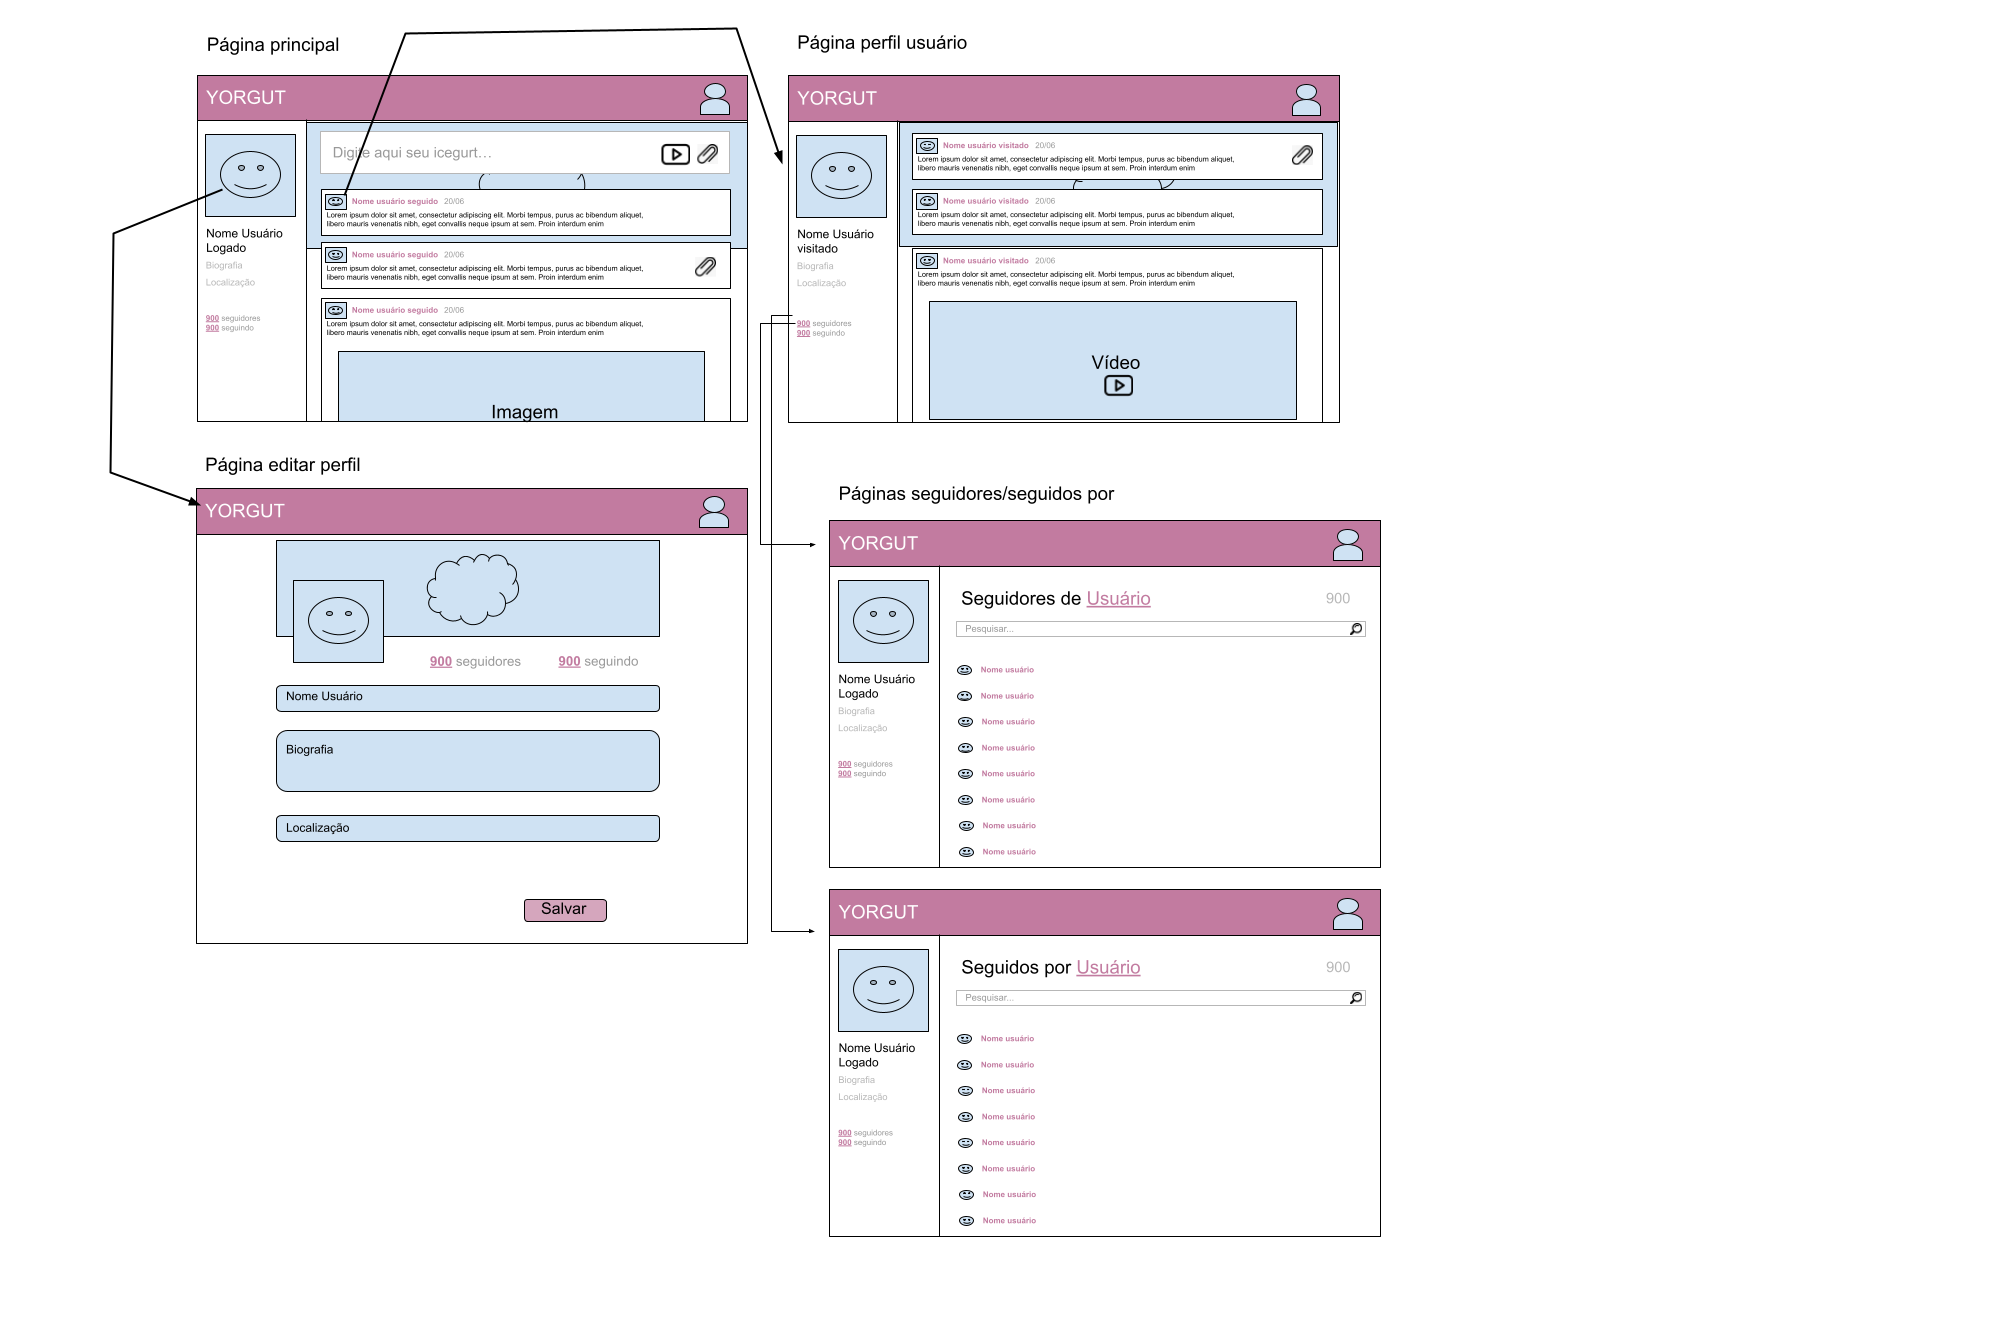 Página principal
YORGUT
Digite aqui seu icegurt...
Nome Usuário
Logado
Biografia
Localização
900 seguidores
900 seguindo
Nome usuário seguido 20/06
Lorem ipsum dolor sit amet, consectetur adipiscing elit. Morbi tempus, purus ac bibendum aliquet,
libero mauris venenatis nibh, eget convallis neque ipsum at sem. Proin interdum enim
Nome usuário seguido 20/06
Lorem ipsum dolor sit amet, consectetur adipiscing elit. Morbi tempus, purus ac bibendum aliquet,
libero mauris venenatis nibh, eget convallis neque ipsum at sem. Proin interdum enim
Nome usuário seguido 20/06
Lorem ipsum dolor sit amet, consectetur adipiscing elit. Morbi tempus, purus ac bibendum aliquet,
libero mauris venenatis nibh, eget convallis neque ipsum at sem. Proin interdum enim
Imagem
Página perfil usuário
YORGUT
Nome Usuário
visitado
Biografia
Localização
900 seguidores
900 seguindo
Nome usuário visitado 20/06
Lorem ipsum dolor sit amet, consectetur adipiscing elit. Morbi tempus, purus ac bibendum aliquet,
libero mauris venenatis nibh, eget convallis neque ipsum at sem. Proin interdum enim
Nome usuário visitado 20/06
Lorem ipsum dolor sit amet, consectetur adipiscing elit. Morbi tempus, purus ac bibendum aliquet,
libero mauris venenatis nibh, eget convallis neque ipsum at sem. Proin interdum enim
Nome usuário visitado 20/06
Lorem ipsum dolor sit amet, consectetur adipiscing elit. Morbi tempus, purus ac bibendum aliquet,
libero mauris venenatis nibh, eget convallis neque ipsum at sem. Proin interdum enim
Vídeo
Página editar perfil
YORGUT
900 seguidores 900 seguindo
Nome Usuário
Biografia
Localização
Salvar
Páginas seguidores/seguidos por
YORGUT
Nome Usuário
Logado
Biografia
Localização
900 seguidores
900 seguindo
Seguidores de Usuário 900
Pesquisar...
Nome usuário
Nome usuário
Nome usuário
Nome usuário
Nome usuário
Nome usuário
Nome usuário
Nome usuário
YORGUT
Nome Usuário
Logado
Biografia
Localização
900 seguidores
900 seguindo
Seguidos por Usuário 900
Pesquisar...
Nome usuário
Nome usuário
Nome usuário
Nome usuário
Nome usuário
Nome usuário
Nome usuário
Nome usuário